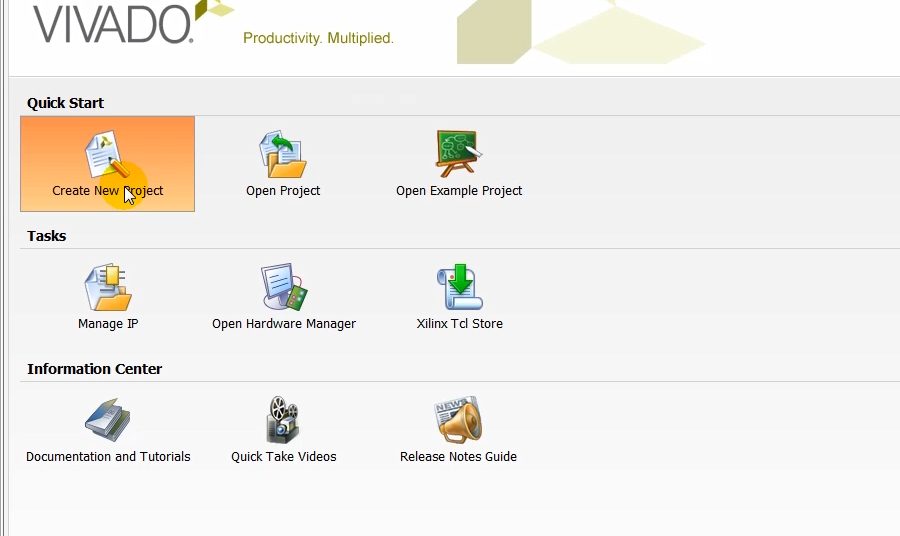 VIVADO.
Productivity. Multiplied.
Quick Start
Create New Project
Open Project
Open Example Project
Tasks
Manage IP
Open Hardware Manager
Xilinx Tcl Store
Information Center
NEWS
Documentation and Tutorials
Quick Take Videos
Release Notes Guide